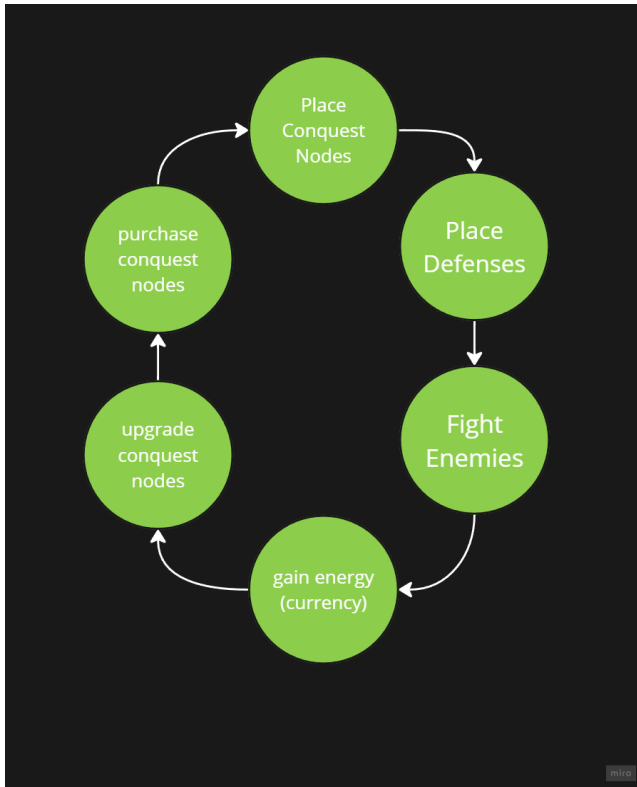 Place
Conquest
Nodes
Place
Defenses
Fight
Enemies
gain energy
(currency)
upgrade
conquest
nodes
purchase
conquest
nodes
miro